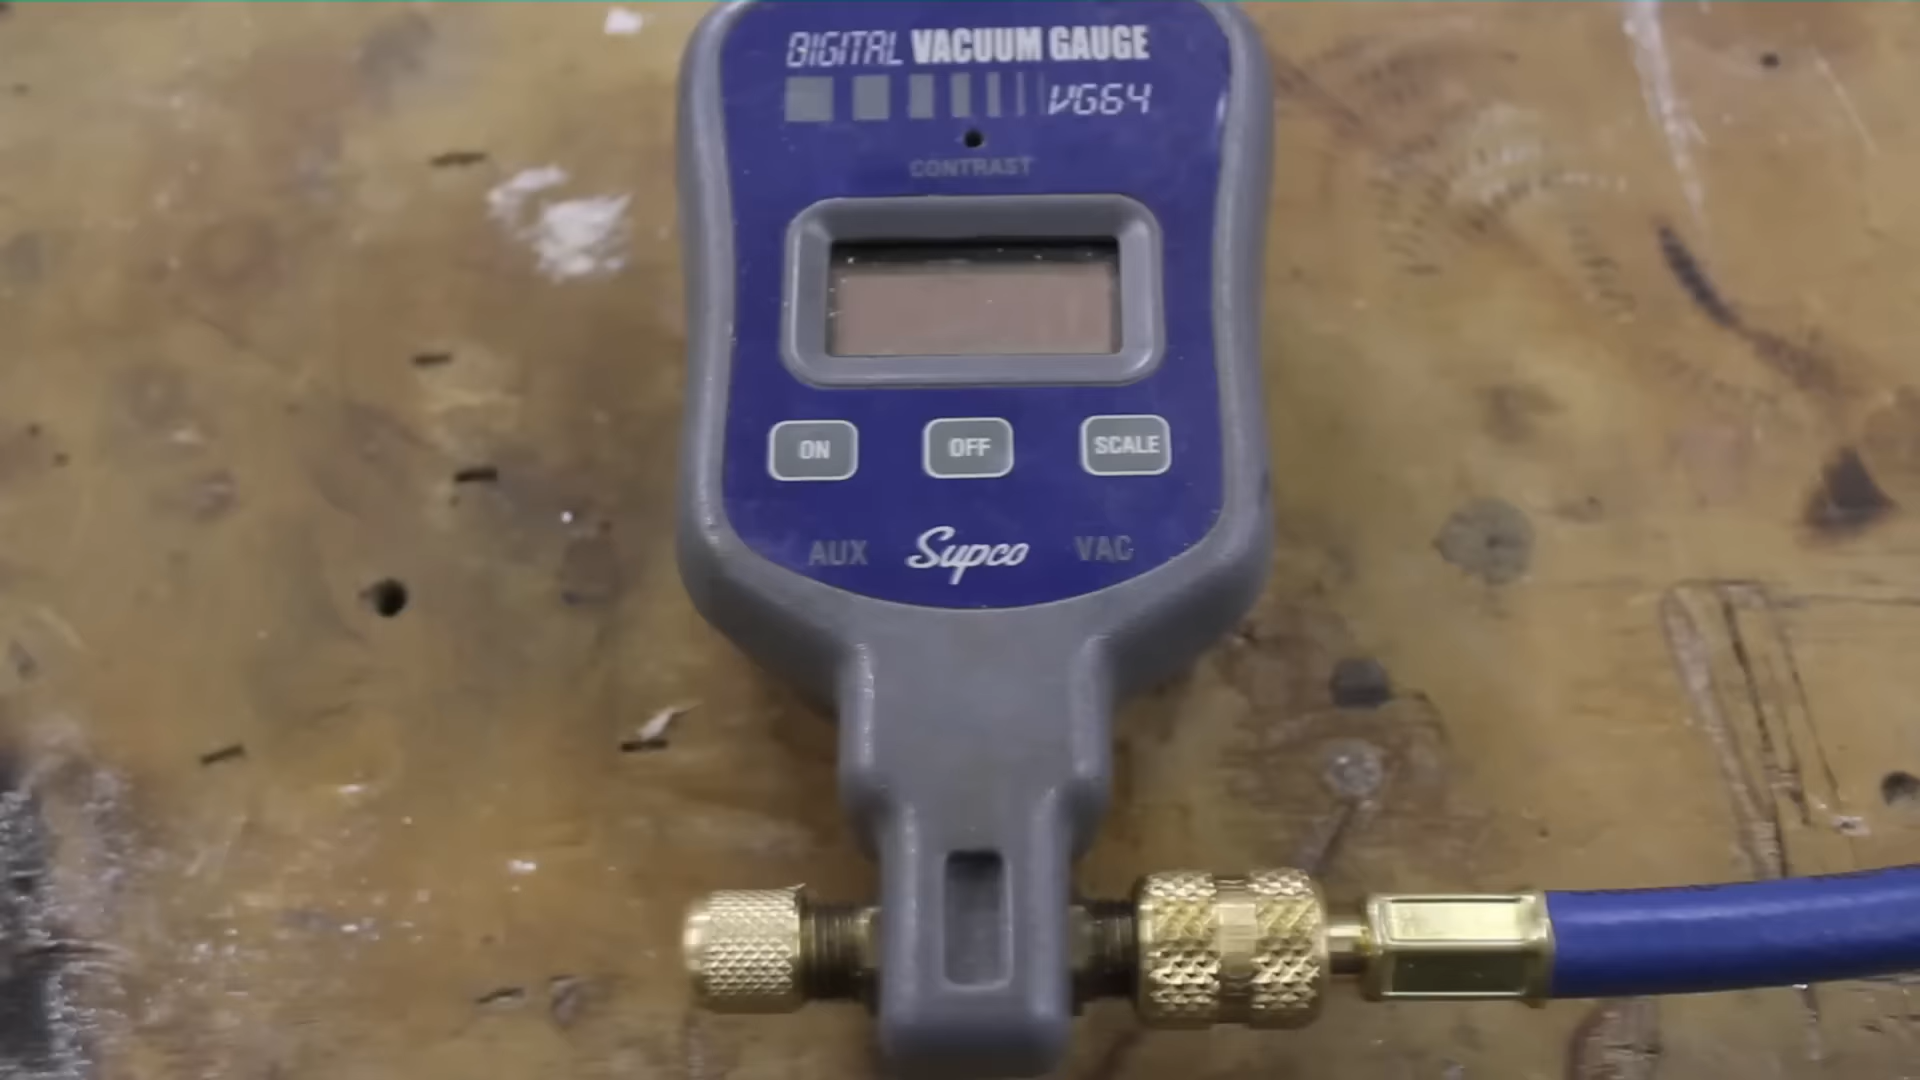 DIGITAL VACUUM GAUGE
VG64
CONTRAST
ON OFF SCALE
AUX Supco VAC